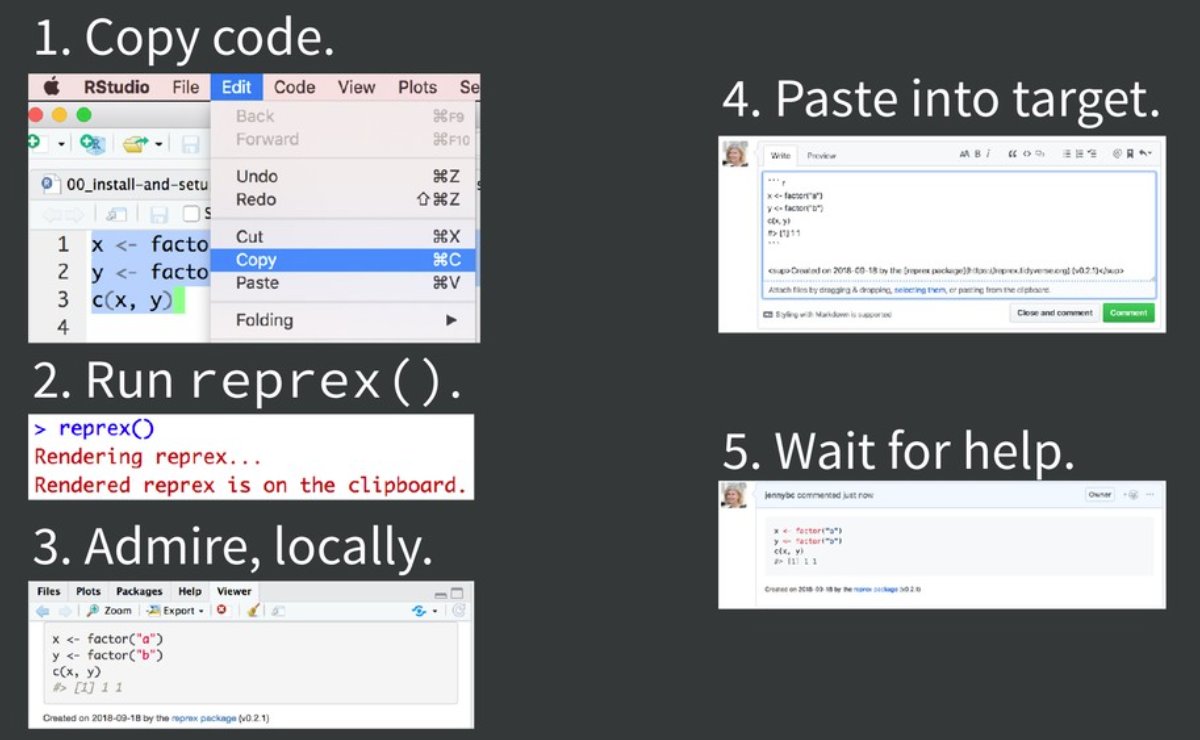 1. Copy code.
RStudio File Edit Code View Plots Se
Back ⌘F9
Forward ⌘F10
Undo ⌘Z
Redo ⇧⌘Z
Cut ⌘X
Copy ⌘C
Paste ⌘V
Folding ▶
00_install-and-setu
1 x <- facto
2 y <- facto
3 c(x, y)
4
2. Run reprex().
> reprex()
Rendering reprex...
Rendered reprex is on the clipboard.
3. Admire, locally.
Files Plots Packages Help Viewer
Zoom Export
x <- factor("a")
y <- factor("b")
c(x, y)
#> [1] 1 1
Created on 2018-09-18 by the reprex package (v0.2.1)
4. Paste into target.
Write Preview
AA B i
``` r
x <- factor("a")
y <- factor("b")
c(x, y)
#> [1] 1 1
```
<sup>Created on 2018-09-18 by the [reprex package](https://reprex.tidyverse.org) (v0.2.1)</sup>
Attach files by dragging & dropping, selecting them, or pasting from the clipboard.
Styling with Markdown is supported
Close and comment Comment
5. Wait for help.
jennybc commented just now Owner
x <- factor("a")
y <- factor("b")
c(x, y)
#> [1] 1 1
Created on 2018-09-18 by the reprex package (v0.2.1)